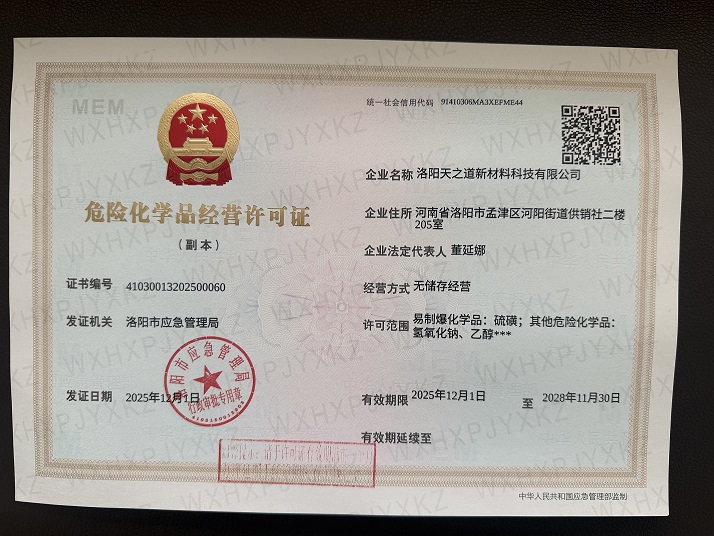 MEM
统一社会信用代码 91410306MA3XEFME44
危险化学品经营许可证
（副本）
企业名称 洛阳天之道新材料科技有限公司
企业住所 河南省洛阳市孟津区河阳街道供销社二楼
205室
企业法定代表人 董延娜
证书编号 41030013202500060
经营方式 无储存经营
发证机关 洛阳市应急管理局
许可范围 易制爆化学品：硫磺；其他危险化学品：
氢氧化钠、乙醇***
洛阳市应急管理局
行政审批专用章
发证日期 2025年12月1日
有效期限 2025年12月1日 至 2028年11月30日
有效期延续至
中华人民共和国应急管理部监制
WXHXPJYXKZ